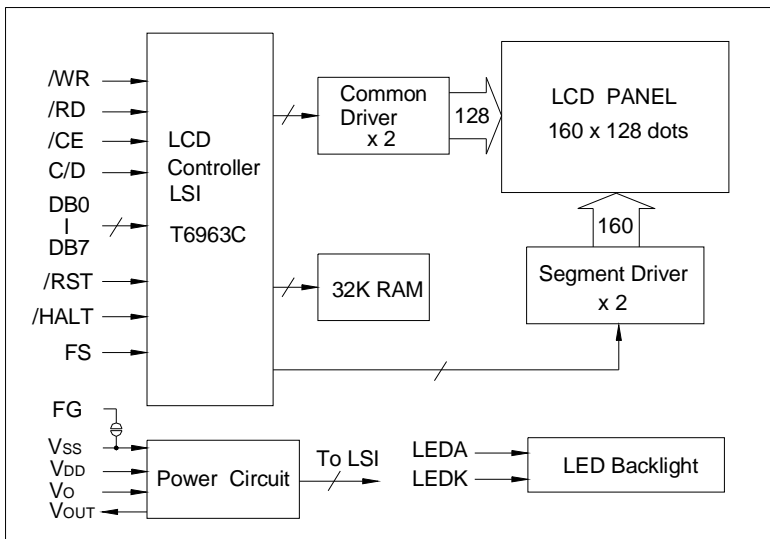 /WR
/RD
/CE
C/D
DB0
DB7
/RST
/HALT
FS
LCD
Controller
LSI
T6963C
Common
Driver
x 2
128
LCD PANEL
160 x 128 dots
160
Segment Driver
x 2
32K RAM
FG
VSS
VDD
VO
VOUT
Power Circuit
To LSI
LEDA
LEDK
LED Backlight